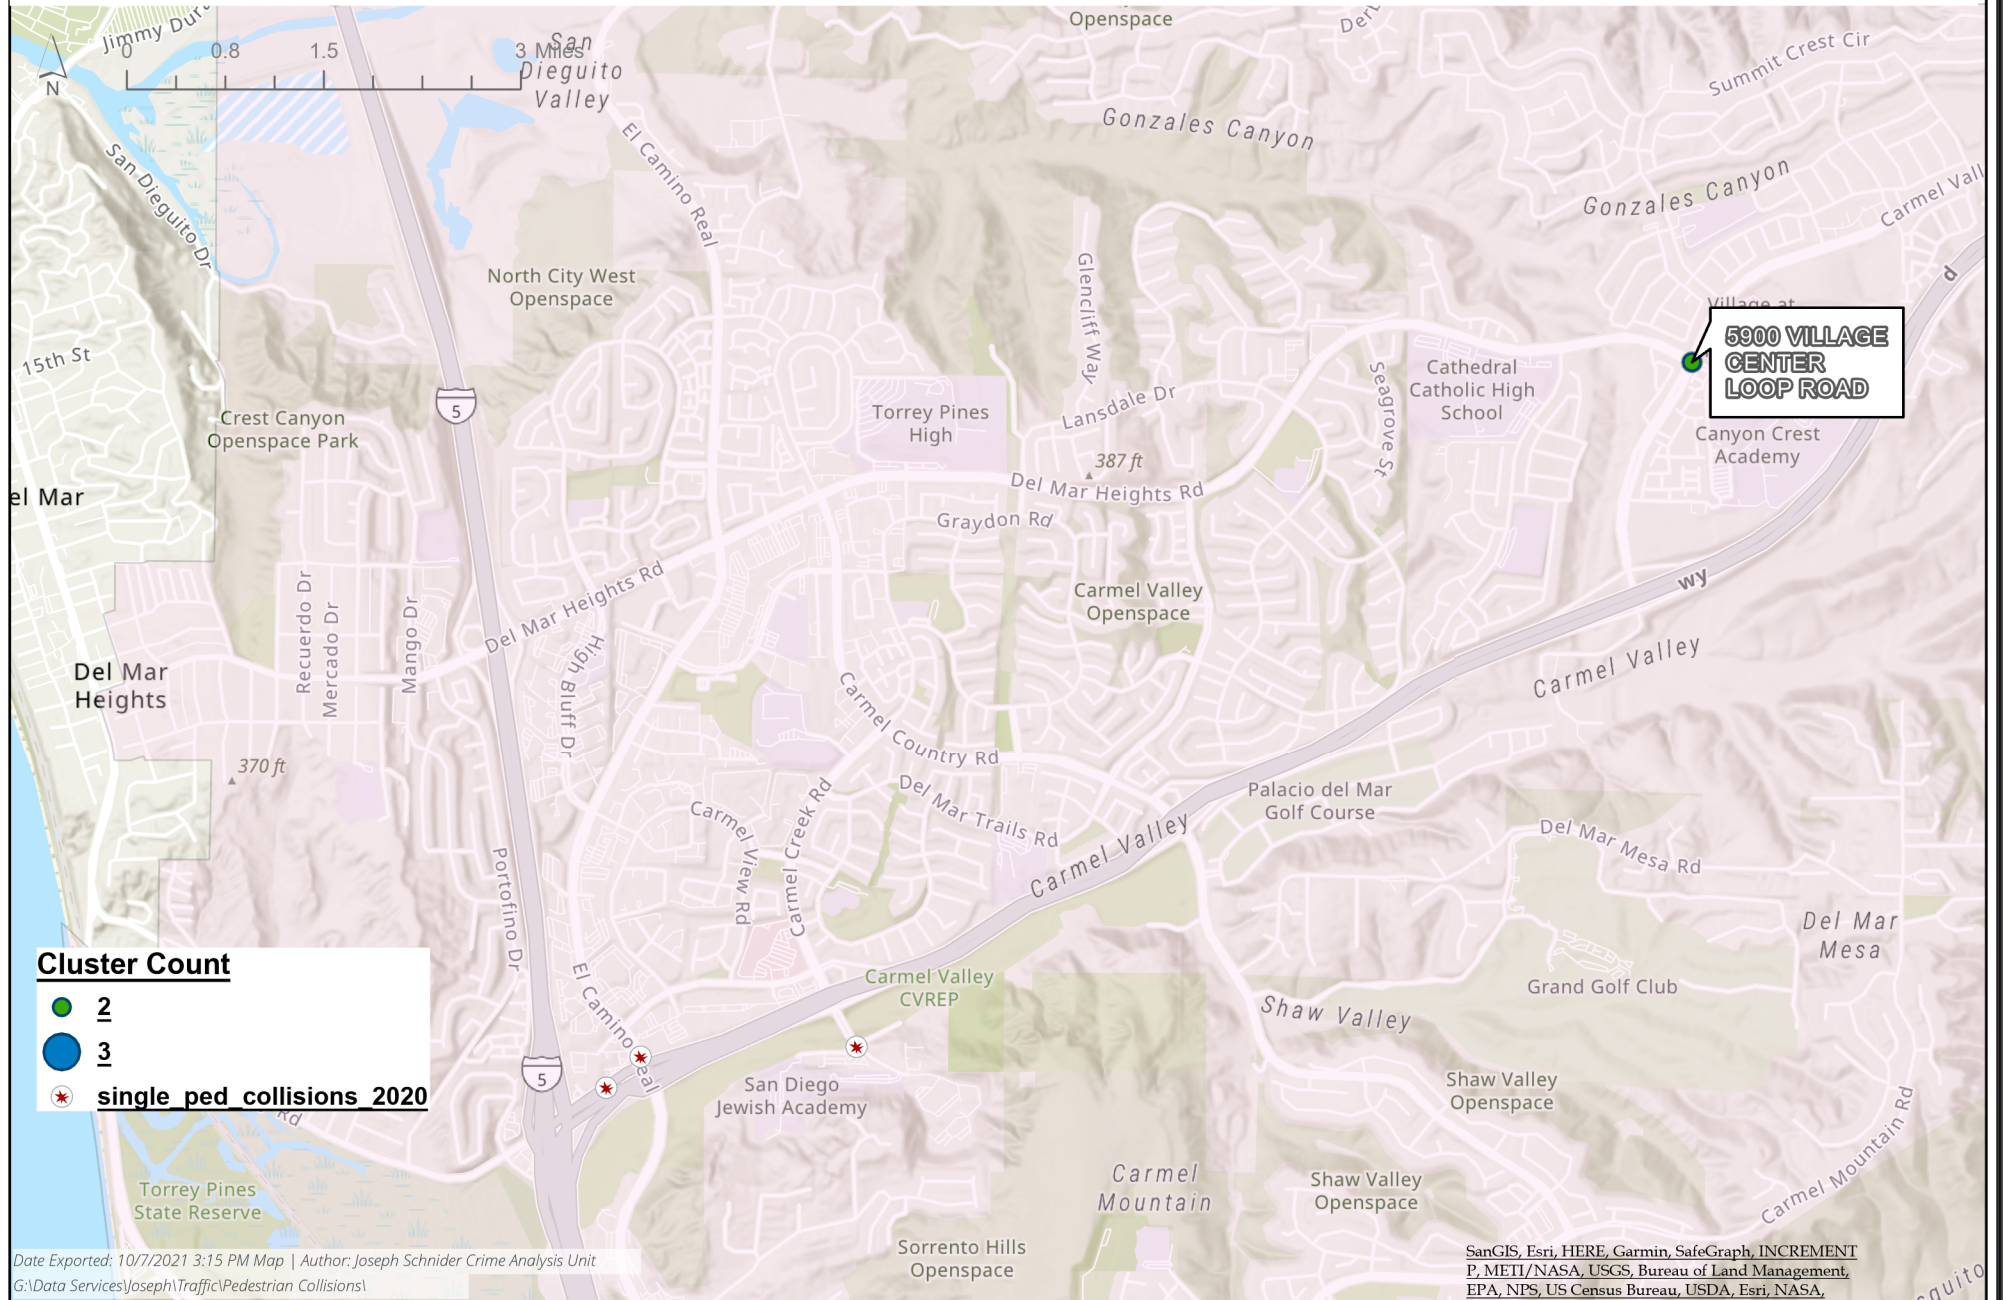 Openspace
Jimmy Dur
Der
0 0.8 1.5 3 Miles
N
San
Dieguito
Valley
Summit Crest Cir
Gonzales Canyon
El Camino Real
San Dieguito Dr
Gonzales Canyon
Carmel Vall
North City West
Openspace
Glencliff Way
d
Village at
5900 VILLAGE
CENTER
LOOP ROAD
15th St
Crest Canyon
Openspace Park
5
Torrey Pines
High
Lansdale Dr
Seagrove St
Cathedral
Catholic High
School
Canyon Crest
Academy
387 ft
Del Mar Heights Rd
el Mar
Graydon Rd
wy
Recuerdo Dr
Mercado Dr
Mango Dr
Del Mar Heights Rd
High Bluff Dr
Carmel Valley
Openspace
Carmel Valley
Del Mar
Heights
370 ft
Carmel Country Rd
Del Mar Trails Rd
Carmel View Rd
Carmel Creek Rd
Palacio del Mar
Golf Course
Carmel Valley
Del Mar Mesa Rd
Portofino Dr
Del Mar
Mesa
Cluster Count
2
3
single_ped_collisions_2020
El Camino Real
Carmel Valley
CVREP
Grand Golf Club
Shaw Valley
5
San Diego
Jewish Academy
Shaw Valley
Openspace
Rd
Carmel Mountain Rd
Torrey Pines
State Reserve
Carmel
Mountain
Shaw Valley
Openspace
Sorrento Hills
Openspace
Date Exported: 10/7/2021 3:15 PM Map | Author: Joseph Schnider Crime Analysis Unit
G:\Data Services\Joseph\Traffic\Pedestrian Collisions\
SanGIS, Esri, HERE, Garmin, SafeGraph, INCREMENT
P, METI/NASA, USGS, Bureau of Land Management,
EPA, NPS, US Census Bureau, USDA, Esri, NASA,
squito